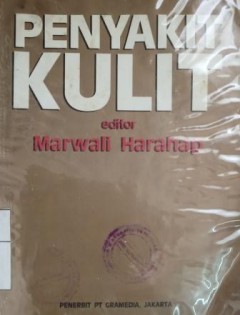 PENYAKIT
KULIT
editor
Marwali Harahap
PENERBIT PT GRAMEDIA, JAKARTA